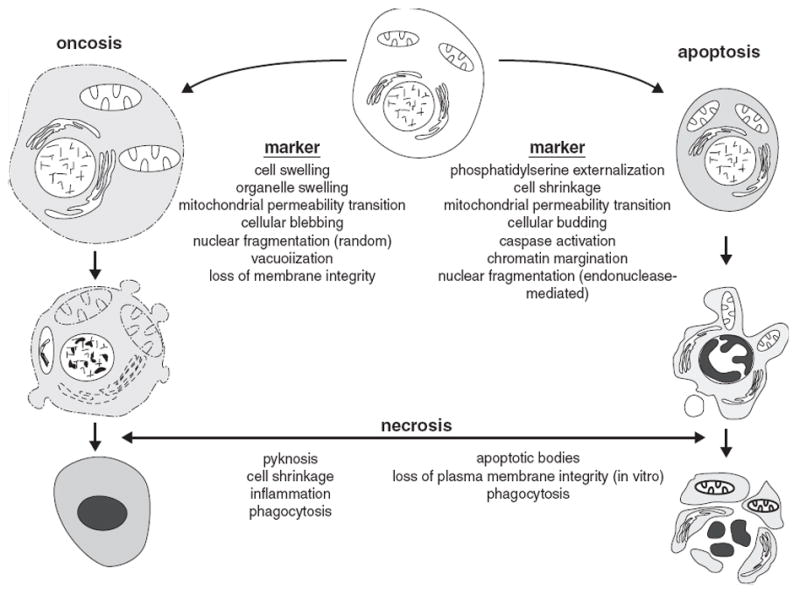 oncosis
apoptosis
marker
cell swelling
organelle swelling
mitochondrial permeability transition
cellular blebbing
nuclear fragmentation (random)
vacuoiization
loss of membrane integrity
marker
phosphatidylserine externalization
cell shrinkage
mitochondrial permeability transition
cellular budding
caspase activation
chromatin margination
nuclear fragmentation (endonuclease-
mediated)
necrosis
pyknosis
cell shrinkage
inflammation
phagocytosis
apoptotic bodies
loss of plasma membrane integrity (in vitro)
phagocytosis